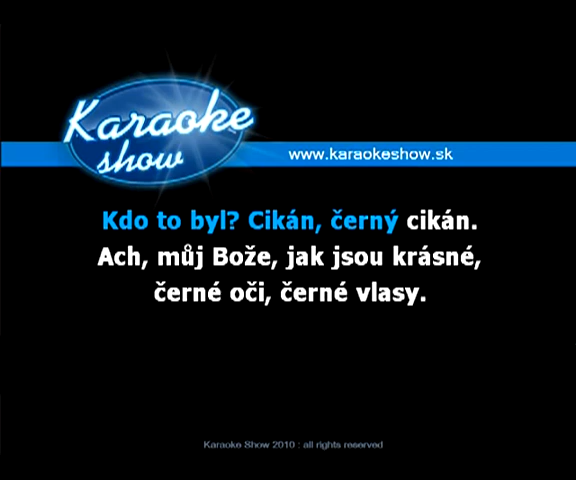 Karaoke
show
www.karaokeshow.sk
Kdo to byl? Cikán, černý cikán.
Ach, můj Bože, jak jsou krásné,
černé oči, černé vlasy.
Karaoke Show 2010 : all rights reserved